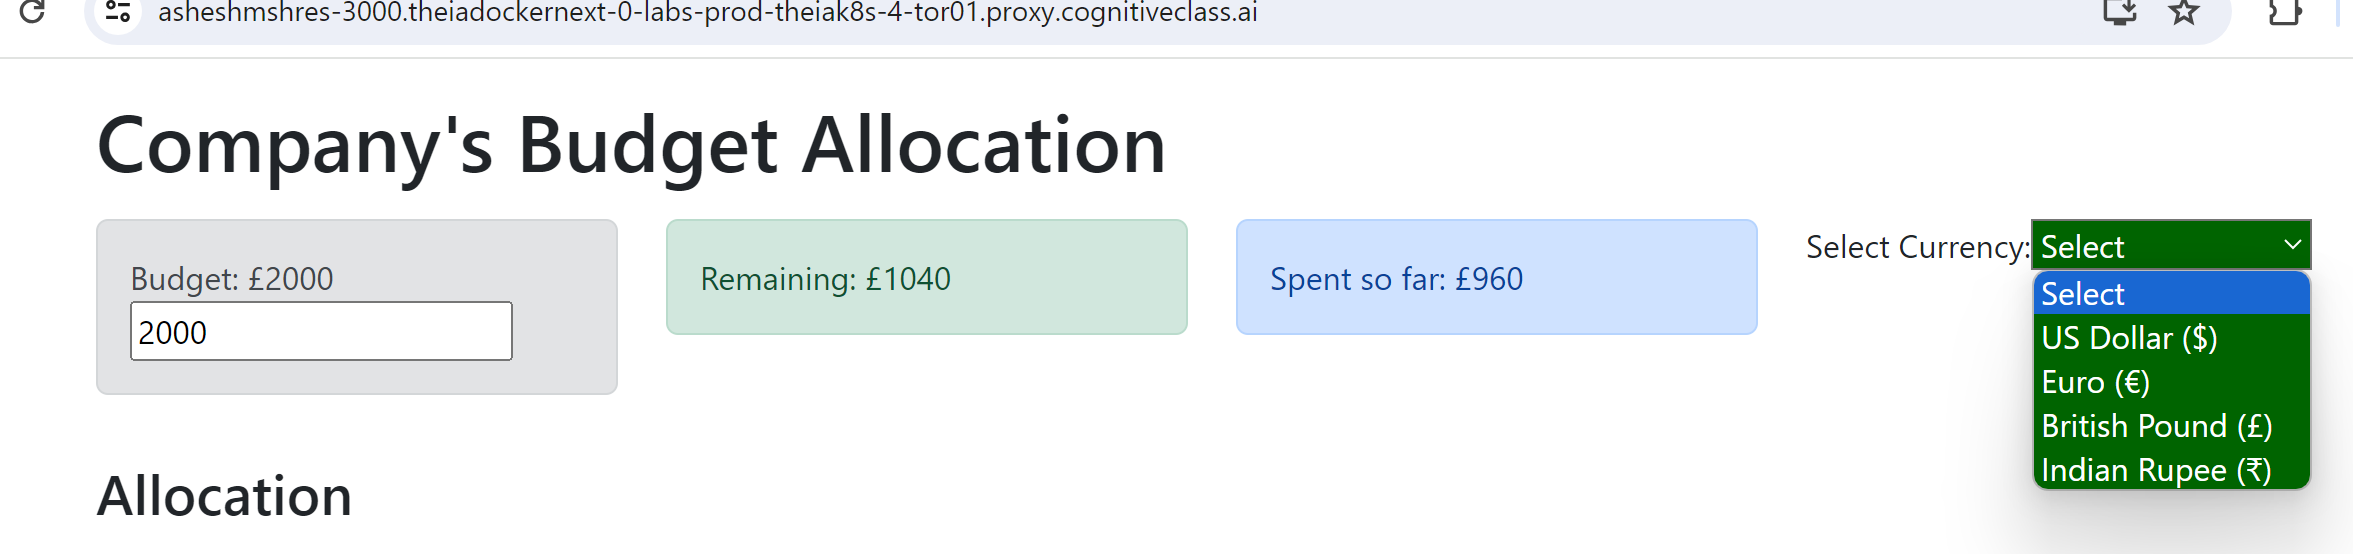 asheshmshres-3000.theiadockernext-0-labs-prod-theiak8s-4-tor01.proxy.cognitiveclass.ai
Company's Budget Allocation
Budget: £2000
2000
Remaining: £1040
Spent so far: £960
Select Currency: Select
Select
US Dollar ($)
Euro (€)
British Pound (£)
Indian Rupee (₹)
Allocation